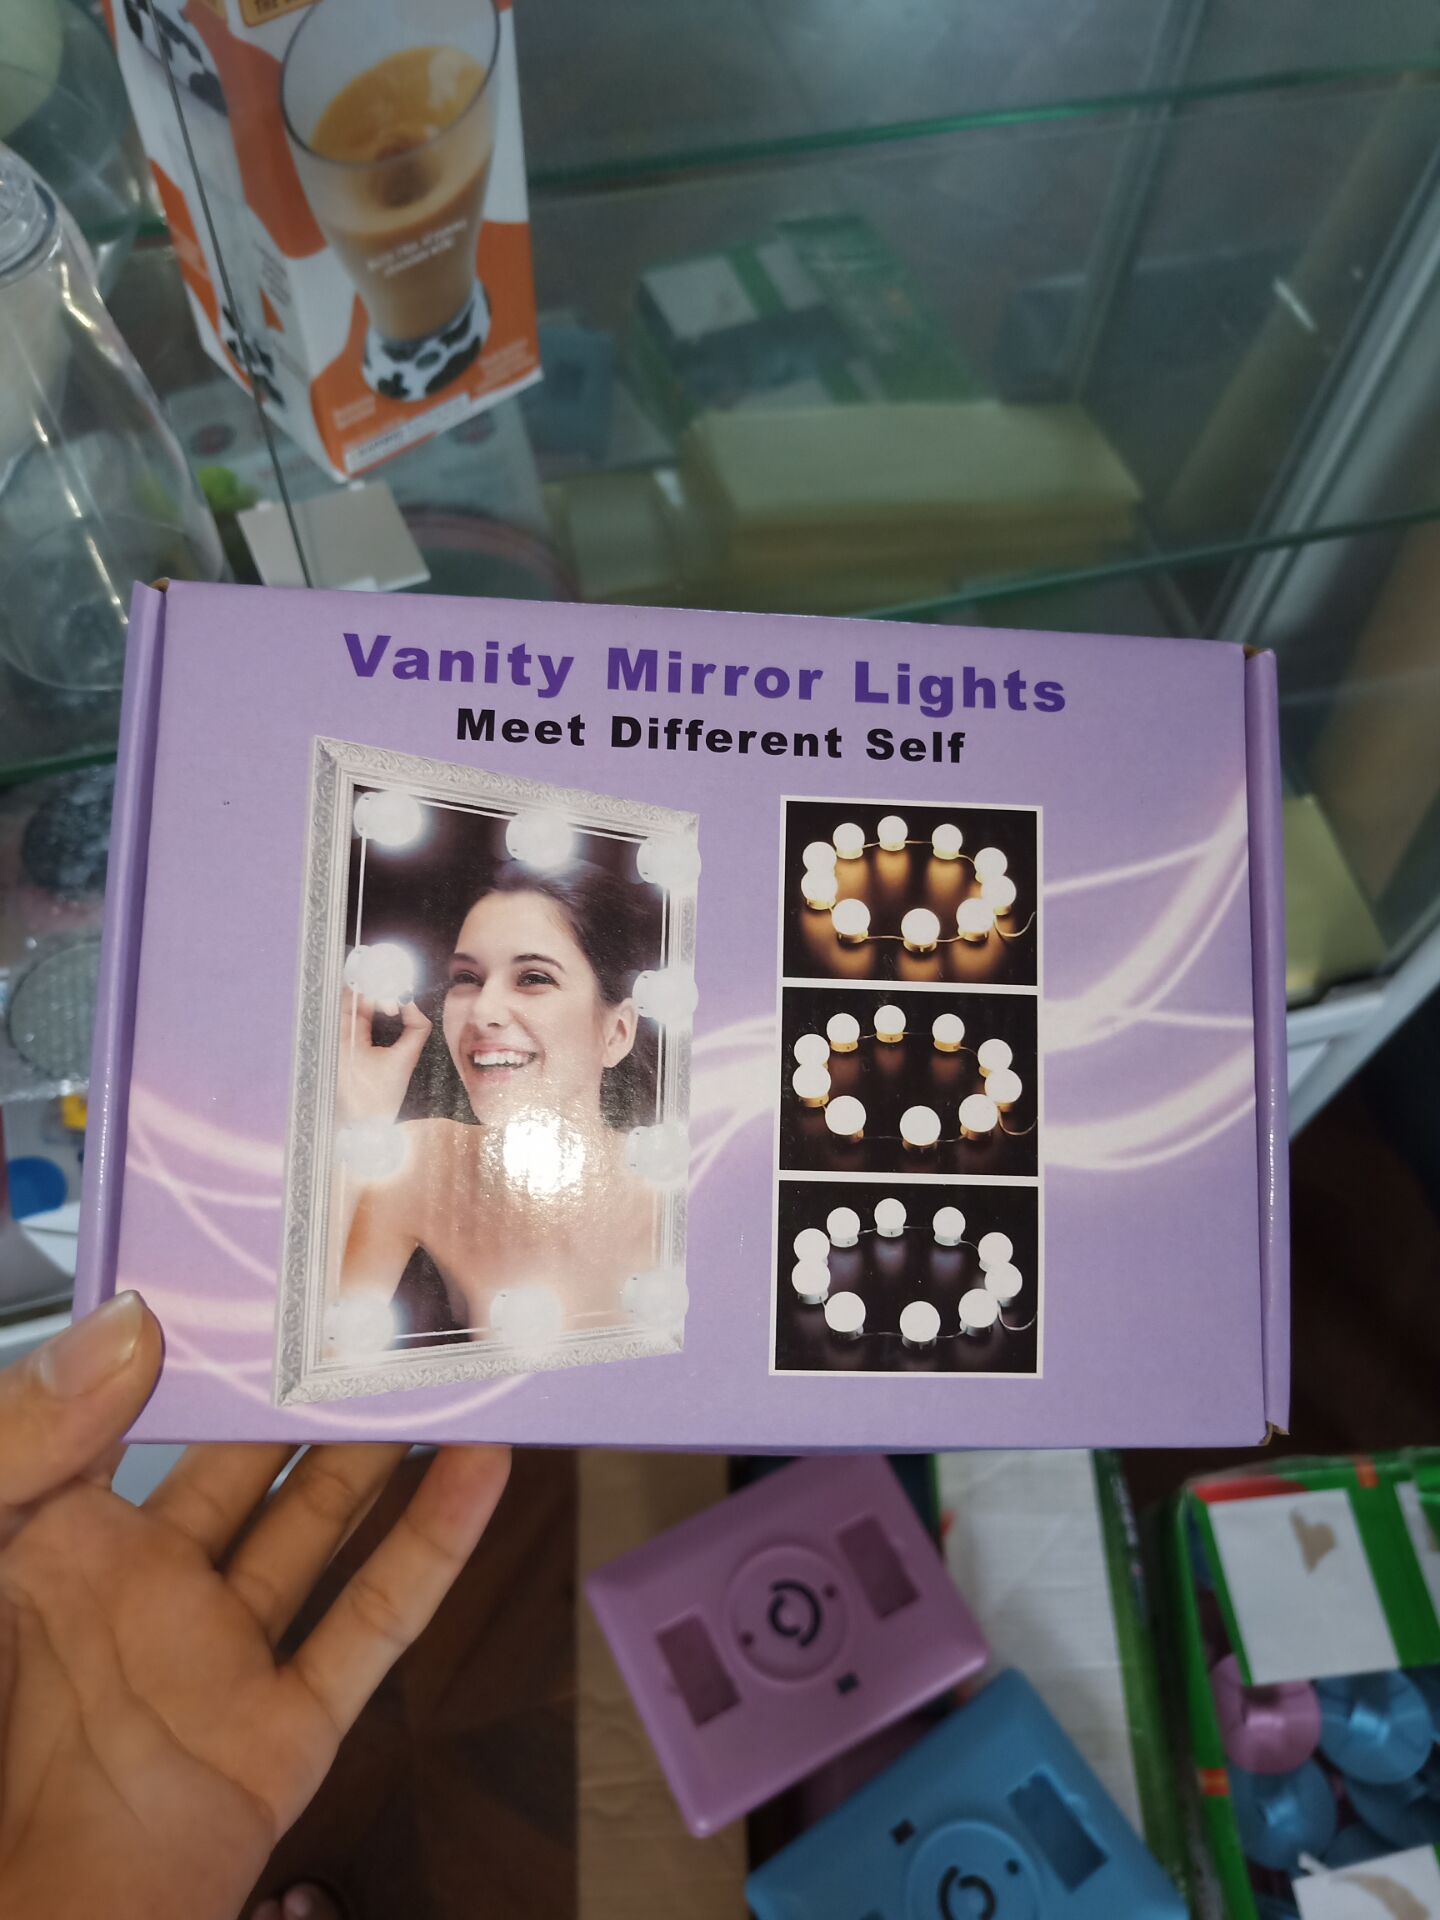 Vanity Mirror Lights
Meet Different Self